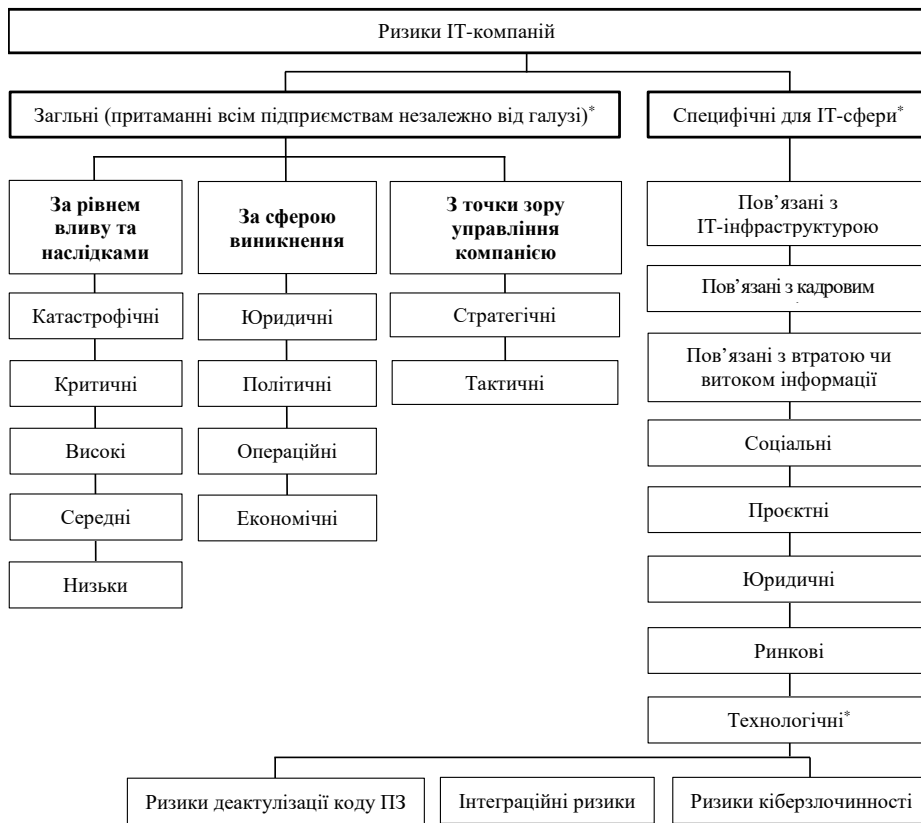 Ризики ІТ-компаній
Загльні (притаманні всім підприємствам незалежно від галузі)*
Специфічні для ІТ-сфери*
За рівнем
вливу та
наслідками
Катастрофічні
Критичні
Високі
Середні
Низьки
За сферою
виникнення
Юридичні
Політичні
Операційні
Економічні
З точки зору
управління
компанією
Стратегічні
Тактичні
Пов’язані з
ІТ-інфраструктурою
Пов’язані з кадровим
Пов’язані з втратою чи
витоком інформації
Соціальні
Проєктні
Юридичні
Ринкові
Технологічні*
Ризики деактулізації коду ПЗ
Інтеграційні ризики
Ризики кіберзлочинності